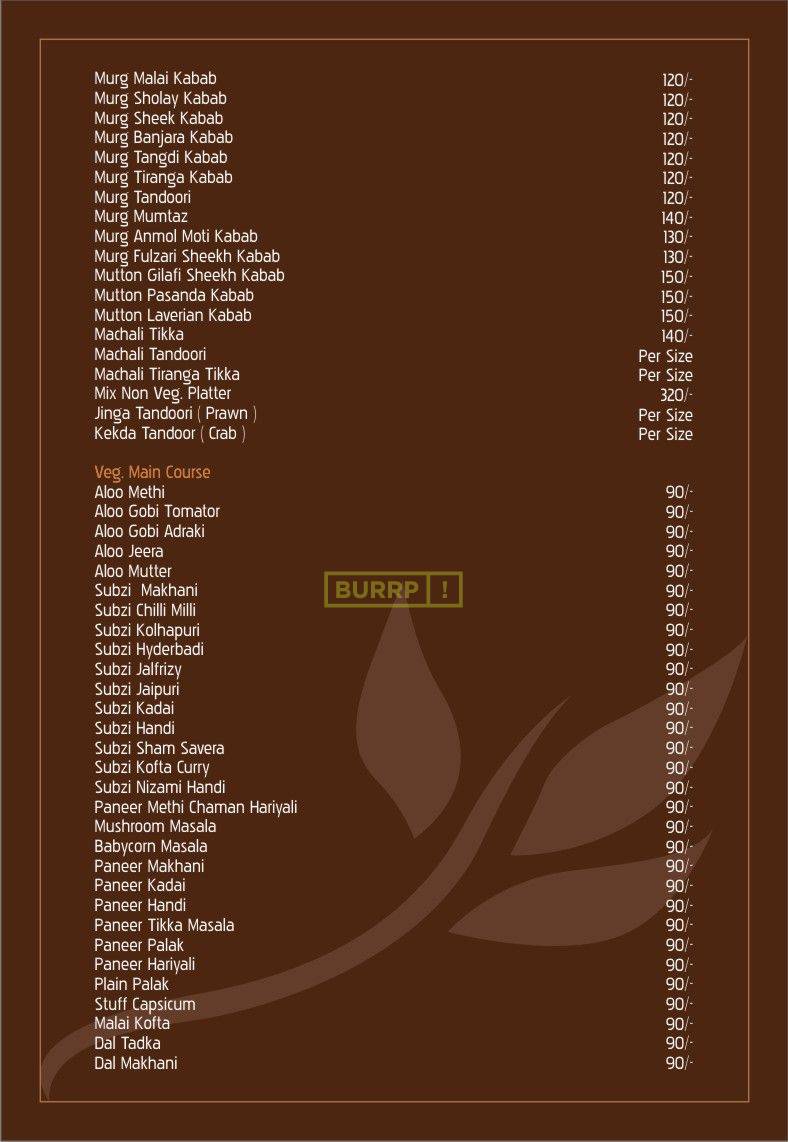 Murg Malai Kabab 120/-
Murg Sholay Kabab 120/-
Murg Sheek Kabab 120/-
Murg Banjara Kabab 120/-
Murg Tangdi Kabab 120/-
Murg Tiranga Kabab 120/-
Murg Tandoori 120/-
Murg Mumtaz 140/-
Murg Anmol Moti Kabab 130/-
Murg Fulzari Sheekh Kabab 130/-
Mutton Gilafi Sheekh Kabab 150/-
Mutton Pasanda Kabab 150/-
Mutton Laverian Kabab 150/-
Machali Tikka 140/-
Machali Tandoori Per Size
Machali Tiranga Tikka Per Size
Mix Non Veg. Platter 320/-
Jinga Tandoori ( Prawn ) Per Size
Kekda Tandoor ( Crab ) Per Size
Veg. Main Course
Aloo Methi 90/-
Aloo Gobi Tomator 90/-
Aloo Gobi Adraki 90/-
Aloo Jeera 90/-
Aloo Mutter 90/-
Subzi Makhani 90/-
BURRP !
Subzi Chilli Milli 90/-
Subzi Kolhapuri 90/-
Subzi Hyderbadi 90/-
Subzi Jalfrizy 90/-
Subzi Jaipuri 90/-
Subzi Kadai 90/-
Subzi Handi 90/-
Subzi Sham Savera 90/-
Subzi Kofta Curry 90/-
Subzi Nizami Handi 90/-
Paneer Methi Chaman Hariyali 90/-
Mushroom Masala 90/-
Babycorn Masala 90/-
Paneer Makhani 90/-
Paneer Kadai 90/-
Paneer Handi 90/-
Paneer Tikka Masala 90/-
Paneer Palak 90/-
Paneer Hariyali 90/-
Plain Palak 90/-
Stuff Capsicum 90/-
Malai Kofta 90/-
Dal Tadka 90/-
Dal Makhani 90/-